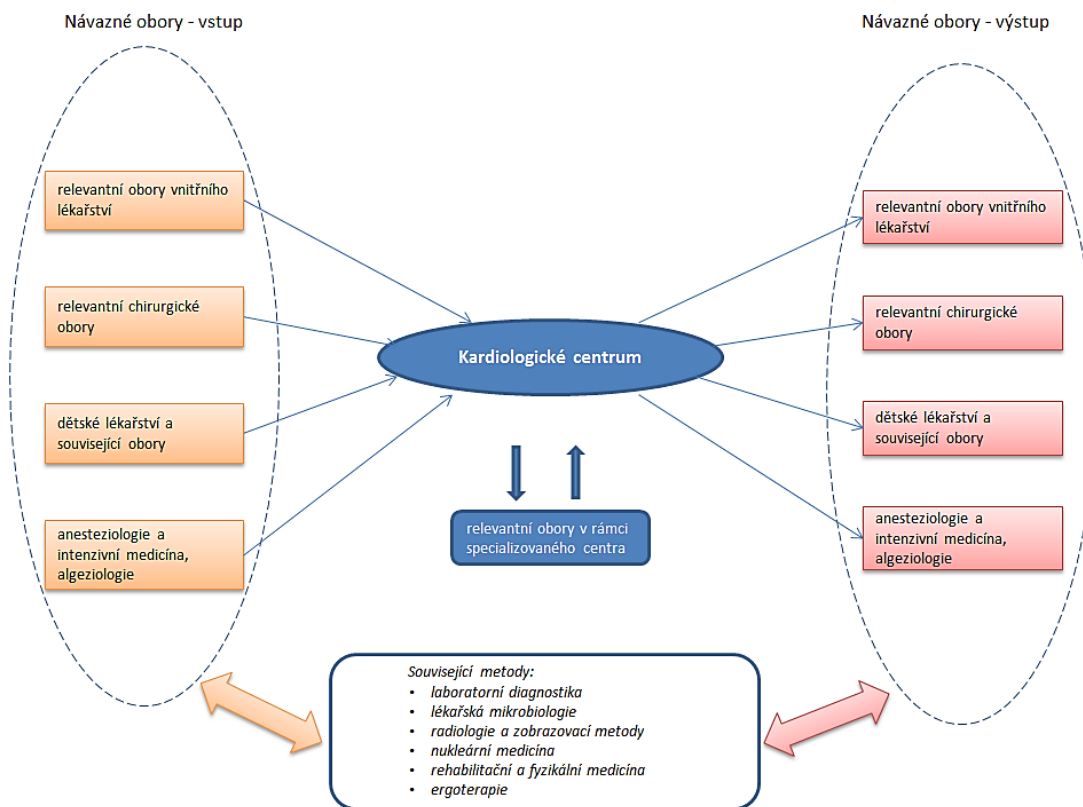 Návazné obory - vstup
Návazné obory - výstup
relevantní obory vnitřního
lékařství
relevantní chirurgické
obory
dětské lékařství a
související obory
anesteziologie a
intenzivní medicína,
algeziologie
Kardiologické centrum
relevantní obory v rámci
specializovaného centra
relevantní obory vnitřního
lékařství
relevantní chirurgické
obory
dětské lékařství a
související obory
anesteziologie a
intenzivní medicína,
algeziologie
Související metody:
• laboratorní diagnostika
• lékařská mikrobiologie
• radiologie a zobrazovací metody
• nukleární medicína
• rehabilitační a fyzikální medicína
• ergoterapie